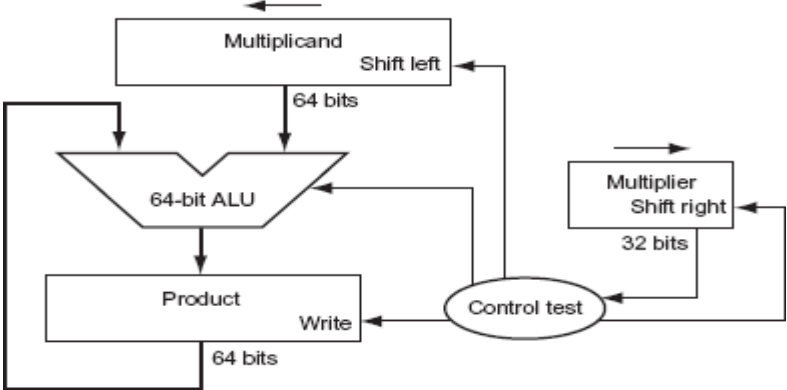 Multiplicand
Shift left
64 bits
64-bit ALU
Multiplier
Shift right
32 bits
Product
Write
Control test
64 bits